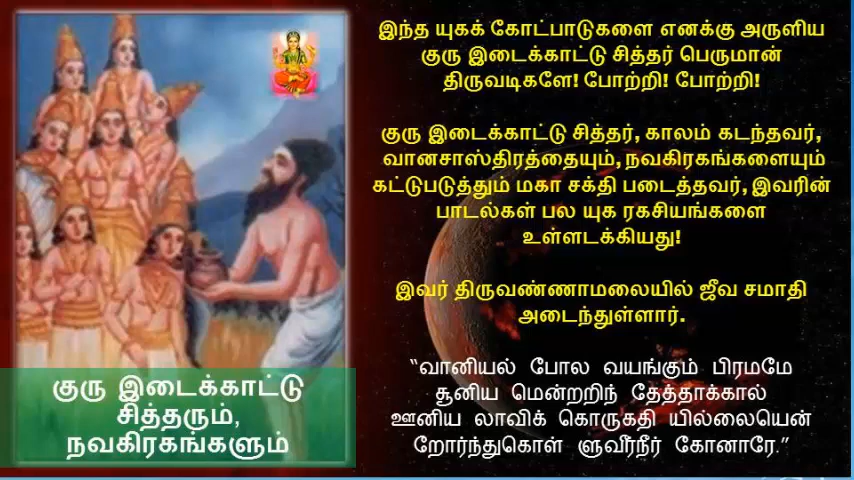 இந்த யுகக் கோட்பாடுகளை எனக்கு அருளிய
குரு இடைக்காட்டு சித்தர் பெருமான்
திருவடிகளே! போற்றி! போற்றி!
குரு இடைக்காட்டு சித்தர், காலம் கடந்தவர்,
வானசாஸ்திரத்தையும், நவகிரகங்களையும்
கட்டுபடுத்தும் மகா சக்தி படைத்தவர், இவரின்
பாடல்கள் பல யுக ரகசியங்களை
உள்ளடக்கியது!
இவர் திருவண்ணாமலையில் ஜீவ சமாதி
அடைந்துள்ளார்.
“வானியல் போல வயங்கும் பிரமமே
சூனிய மென்றறிந் தேத்தாக்கால்
ஊனிய லாவிக் கொருகதி யில்லையென்
றோர்ந்துகொள் ளுவீர்நீர் கோனாரே.”
குரு இடைக்காட்டு
சித்தரும்,
நவகிரகங்களும்